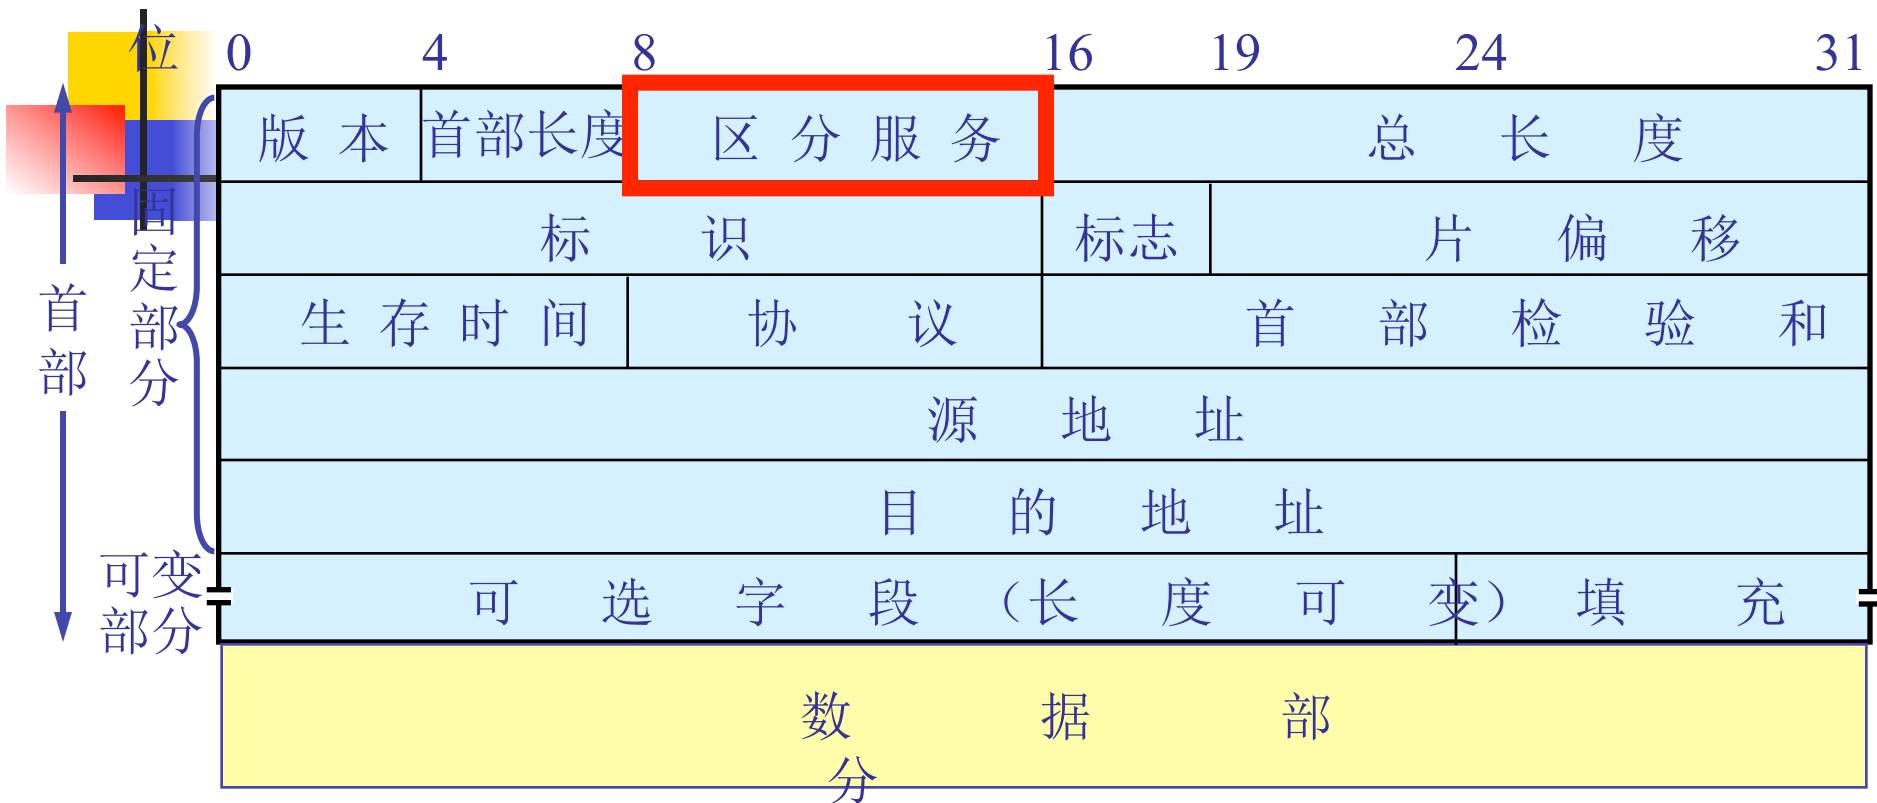 位 0 4 8 16 19 24 31
版本 首部长度 区分服务 总长度
标识 标志 片偏移
生存时间 协议 首部检验和
源地址
目的地址
可选字段（长度可变） 填充
数据部
分
首
部
固
定
部
分
可变
部分